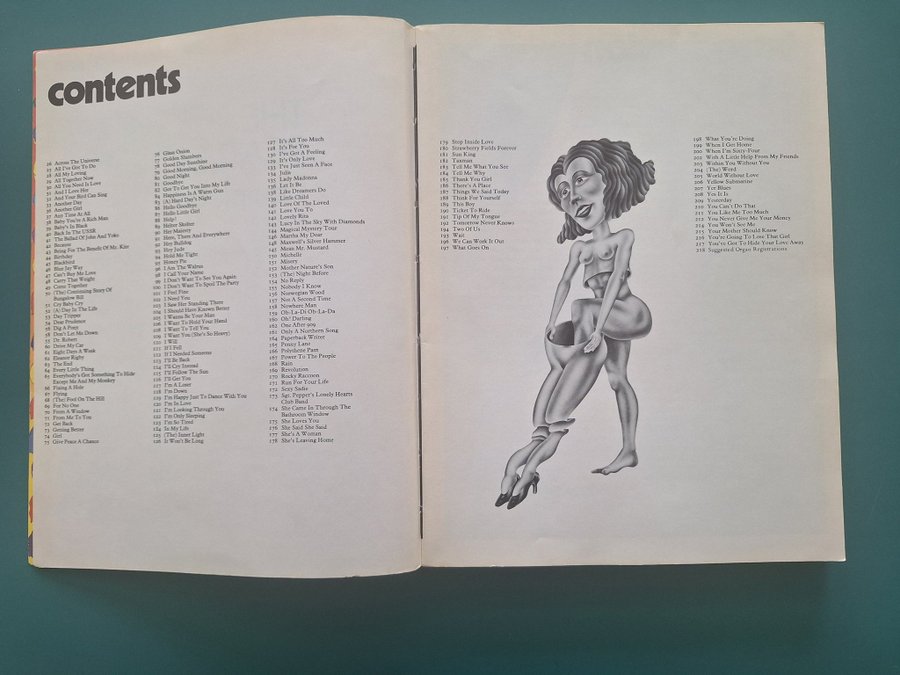 contents
26 Across The Universe
27 All I've Got To Do
28 All My Loving
29 All Together Now
30 All You Need Is Love
31 And I Love Her
32 And Your Bird Can Sing
33 Another Day
34 Another Girl
Any Time At All
38 Baby You're A Rich Man
39 Baby's In Black
40 Back In The USSR
41 The Ballad Of John And Yoko
42 Because
43 Being For The Benefit Of Mr. Kite
44 Birthday
45 Blackbird
46 Blue Jay Way
47 Can't Buy Me Love
48 Carry That Weight
49 Come Together
50 (The) Continuing Story Of
Bungalow Bill
51 Cry Baby Cry
52 (A) Day In The Life
53 Day Tripper
54 Dear Prudence
56 Dig A Pony
58 Don't Let Me Down
55 Dr. Robert
60 Drive My Car
62 Eleanor Rigby
61 Eight Days A Week
63 The End
64 Every Little Thing
65 Everybody's Got Something To Hide
Except Me And My Monkey
66 Fixing A Hole
67 Flying
68 (The) Fool On The Hill
69 For No One
70 From A Window
71 From Me To You
72 Get Back
73 Getting Better
74 Girl
75 Give Peace A Chance
76 Glass Onion
77 Golden Slumbers
78 Good Day Sunshine
79 Good Morning, Good Morning
80 Good Night
81 Goodbye
82 Got To Get You Into My Life
84 Happiness Is A Warm Gun
85 (A) Hard Day's Night
86 Hello Goodbye
87 Hello Little Girl
88 Help!
89 Helter Skelter
90 Her Majesty
91 Here, There And Everywhere
92 Hey Bulldog
93 Hey Jude
94 Hold Me Tight
95 Honey Pie
96 I Am The Walrus
98 I Call Your Name
99 I Don't Want To See You Again
100 I Don't Want To Spoil The Party
101 I Feel Fine
102 I Need You
103 I Saw Her Standing There
104 I Should Have Known Better
105 I Wanna Be Your Man
106 I Want To Hold Your Hand
108 I Want To Tell You
109 I Want You (She's So Heavy)
110 I Will
111 If I Fell
112 If I Needed Someone
113 I'll Be Back
114 I'll Cry Instead
115 I'll Follow The Sun
116 I'll Get You
117 I'm A Loser
118 I'm Down
119 I'm Happy Just To Dance With You
120 I'm In Love
121 I'm Looking Through You
122 I'm Only Sleeping
123 I'm So Tired
124 In My Life
125 (The) Inner Light
126 It Won't Be Long
127 It's All Too Much
128 It's For You
130 I've Got A Feeling
129 It's Only Love
133 I've Just Seen A Face
134 Julia
135 Lady Madonna
136 Let It Be
138 Like Dreamers Do
139 Little Child
140 Love Of The Loved
141 Love You To
142 Lovely Rita
143 Lucy In The Sky With Diamonds
144 Magical Mystery Tour
146 Martha My Dear
148 Maxwell's Silver Hammer
145 Mean Mr. Mustard
150 Michelle
151 Misery
152 Mother Nature's Son
153 (The) Night Before
154 No Reply
155 Nobody I Know
156 Norwegian Wood
157 Not A Second Time
158 Nowhere Man
159 Ob-La-Di Ob-La-Da
160 Oh! Darling
162 One After 909
161 Only A Northern Song
164 Paperback Writer
165 Penny Lane
166 Polythene Pam
167 Power To The People
168 Rain
169 Revolution
170 Rocky Raccoon
171 Run For Your Life
172 Sexy Sadie
173 Sgt. Pepper's Lonely Hearts
Club Band
174 She Came In Through The
Bathroom Window
175 She Loves You
176 She Said She Said
177 She's A Woman
178 She's Leaving Home
179 Step Inside Love
180 Strawberry Fields Forever
181 Sun King
182 Taxman
183 Tell Me What You See
184 Tell Me Why
185 Thank You Girl
186 There's A Place
187 Things We Said Today
188 Think For Yourself
189 This Boy
190 Ticket To Ride
191 Tip Of My Tongue
192 Tomorrow Never Knows
194 Two Of Us
195 Wait
196 We Can Work It Out
197 What Goes On
198 What You're Doing
199 When I Get Home
200 When I'm Sixty-Four
202 With A Little Help From My Friends
201 Within You Without You
204 (The) Word
205 World Without Love
206 Yellow Submarine
207 Yer Blues
208 Yes It Is
209 Yesterday
210 You Can't Do That
211 You Like Me Too Much
212 You Never Give Me Your Money
214 You Won't See Me
215 Your Mother Should Know
216 You're Going To Lose That Girl
217 You've Got To Hide Your Love Away
218 Suggested Organ Registrations